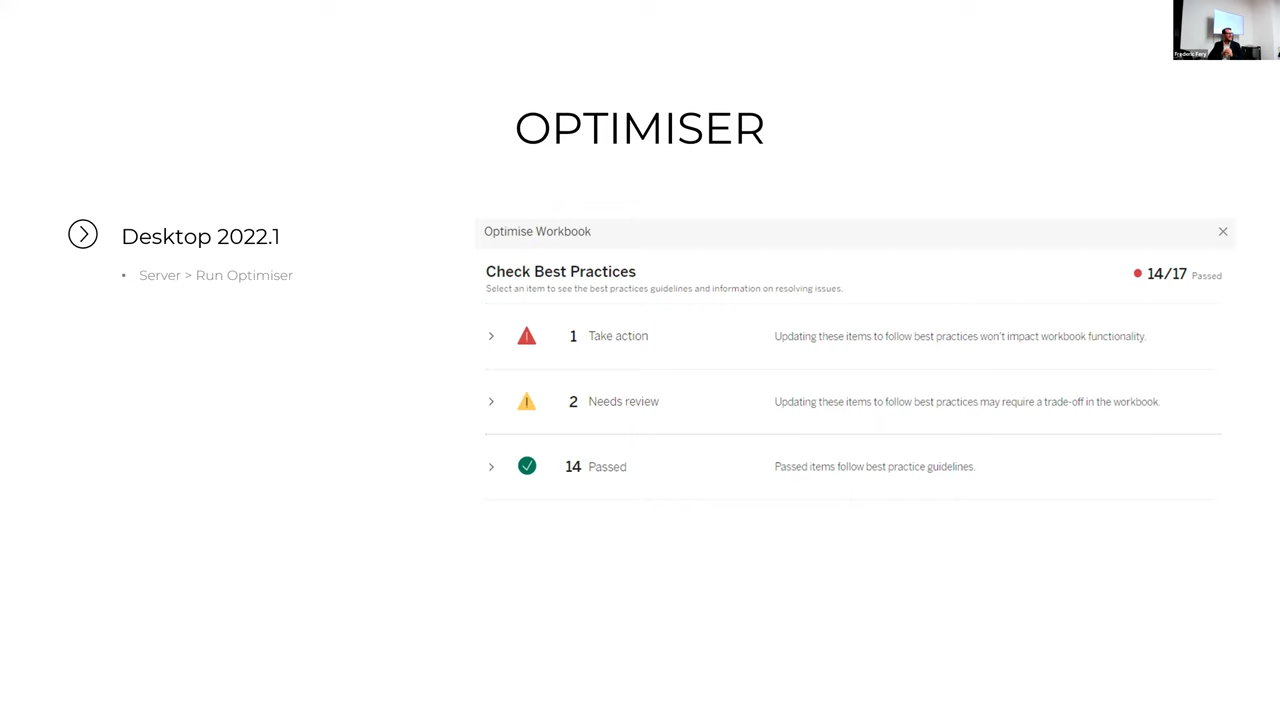 Frederic Fery
OPTIMISER
Desktop 2022.1
• Server > Run Optimiser
Optimise Workbook
Check Best Practices
14/17 Passed
Select an item to see the best practices guidelines and information on resolving issues.
1 Take action Updating these items to follow best practices won't impact workbook functionality.
2 Needs review Updating these items to follow best practices may require a trade-off in the workbook.
14 Passed Passed items follow best practice guidelines.